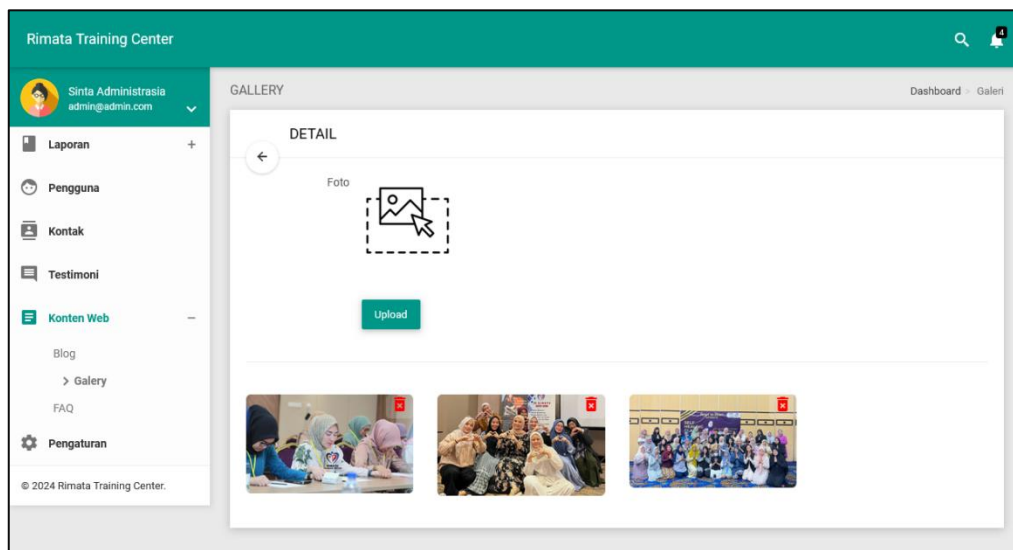 Rimata Training Center
4
Sinta Administrasia
admin@admin.com
GALLERY
Dashboard > Galeri
Laporan +
Pengguna
Kontak
Testimoni
Konten Web −
Blog
> Galery
FAQ
Pengaturan
© 2024 Rimata Training Center.
DETAIL
Foto
Upload